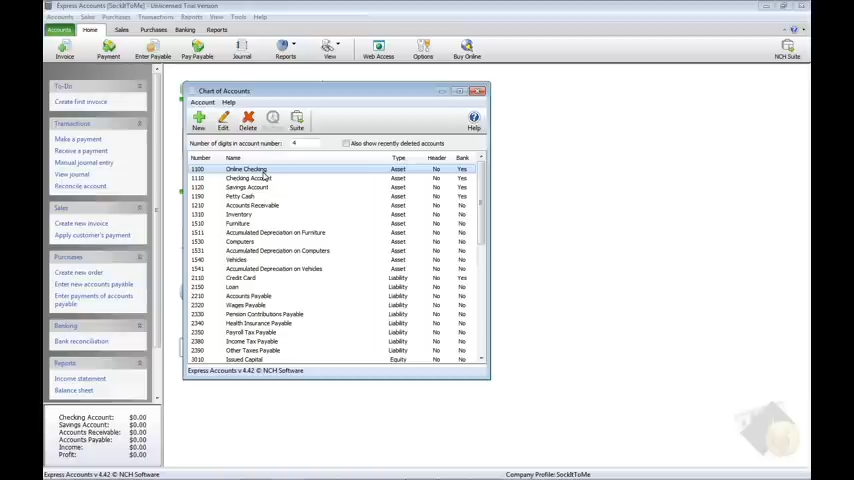 Express Accounts [SockItToMe] - Unlicensed Trial Version
Accounts Sales Purchases Transactions Reports View Tools Help
Accounts Home Sales Purchases Banking Reports
Invoice Payment Enter Payable Pay Payable Journal Reports View Web Access Options Buy Online NCH Suite
To-Do
Create first invoice
Transactions
Make a payment
Receive a payment
Manual journal entry
View journal
Reconcile account
Sales
Create new invoice
Apply customer's payment
Purchases
Create new order
Enter new accounts payable
Enter payments of accounts
payable
Banking
Bank reconciliation
Reports
Income statement
Balance sheet
Checking Account: $0.00
Savings Account: $0.00
Accounts Receivable: $0.00
Accounts Payable: $0.00
Income: $0.00
Profit: $0.00
Chart of Accounts
Account Help
New Edit Delete Suite Help
Number of digits in account number: 4 Also show recently deleted accounts
Number Name Type Header Bank
1100 Online Checking Asset No Yes
1110 Checking Account Asset No Yes
1120 Savings Account Asset No Yes
1190 Petty Cash Asset No Yes
1210 Accounts Receivable Asset No No
1310 Inventory Asset No No
1510 Furniture Asset No No
1511 Accumulated Depreciation on Furniture Asset No No
1530 Computers Asset No No
1531 Accumulated Depreciation on Computers Asset No No
1540 Vehicles Asset No No
1541 Accumulated Depreciation on Vehicles Asset No No
2110 Credit Card Liability No Yes
2150 Loan Liability No No
2210 Accounts Payable Liability No No
2320 Wages Payable Liability No No
2330 Pension Contributions Payable Liability No No
2340 Health Insurance Payable Liability No No
2350 Payroll Tax Payable Liability No No
2380 Income Tax Payable Liability No No
2390 Other Taxes Payable Liability No No
3010 Issued Capital Equity No No
Express Accounts v 4.42 © NCH Software
Express Accounts v 4.42 © NCH Software Company Profile: SockItToMe